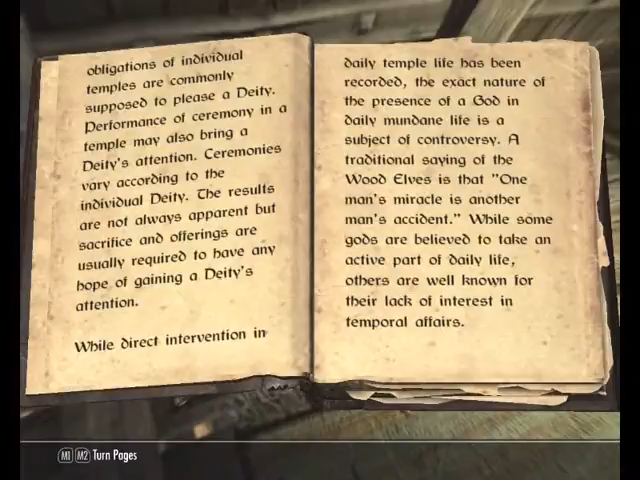 obligations of individual
temples are commonly
supposed to please a Deity.
Performance of ceremony in a
temple may also bring a
Deity's attention. Ceremonies
vary according to the
individual Deity. The results
are not always apparent but
sacrifice and offerings are
usually required to have any
hope of gaining a Deity's
attention.
While direct intervention in
daily temple life has been
recorded, the exact nature of
the presence of a God in
daily mundane life is a
subject of controversy. A
traditional saying of the
Wood Elves is that "One
man's miracle is another
man's accident." While some
gods are believed to take an
active part of daily life,
others are well known for
their lack of interest in
temporal affairs.
M1 M2 Turn Pages